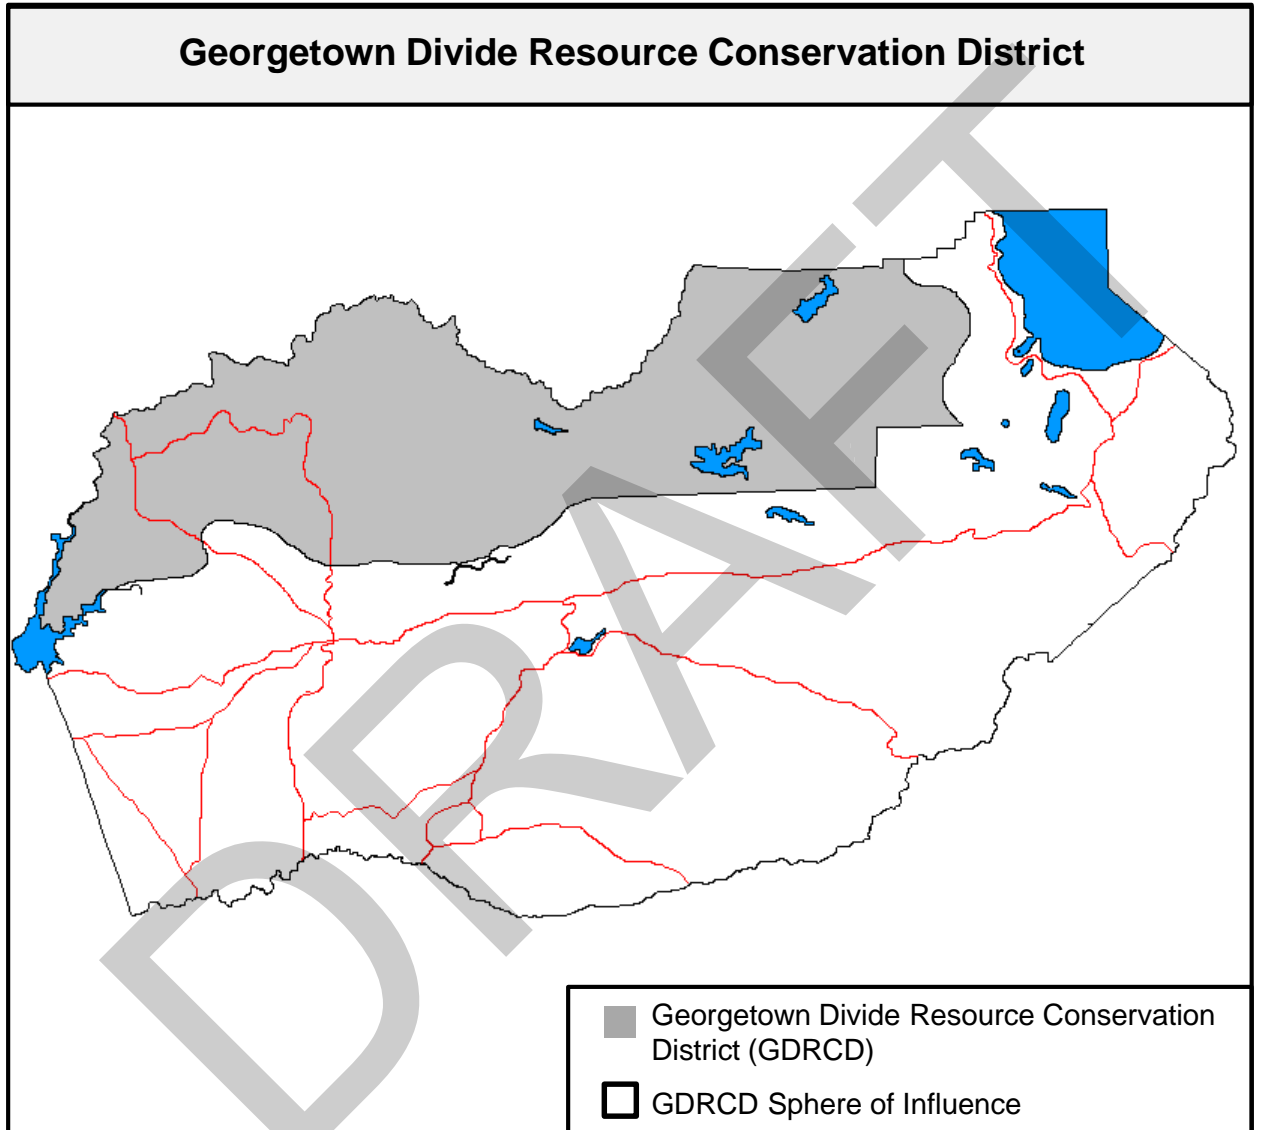 Georgetown Divide Resource Conservation District
DRAFT
Georgetown Divide Resource Conservation
District (GDRCD)
GDRCD Sphere of Influence